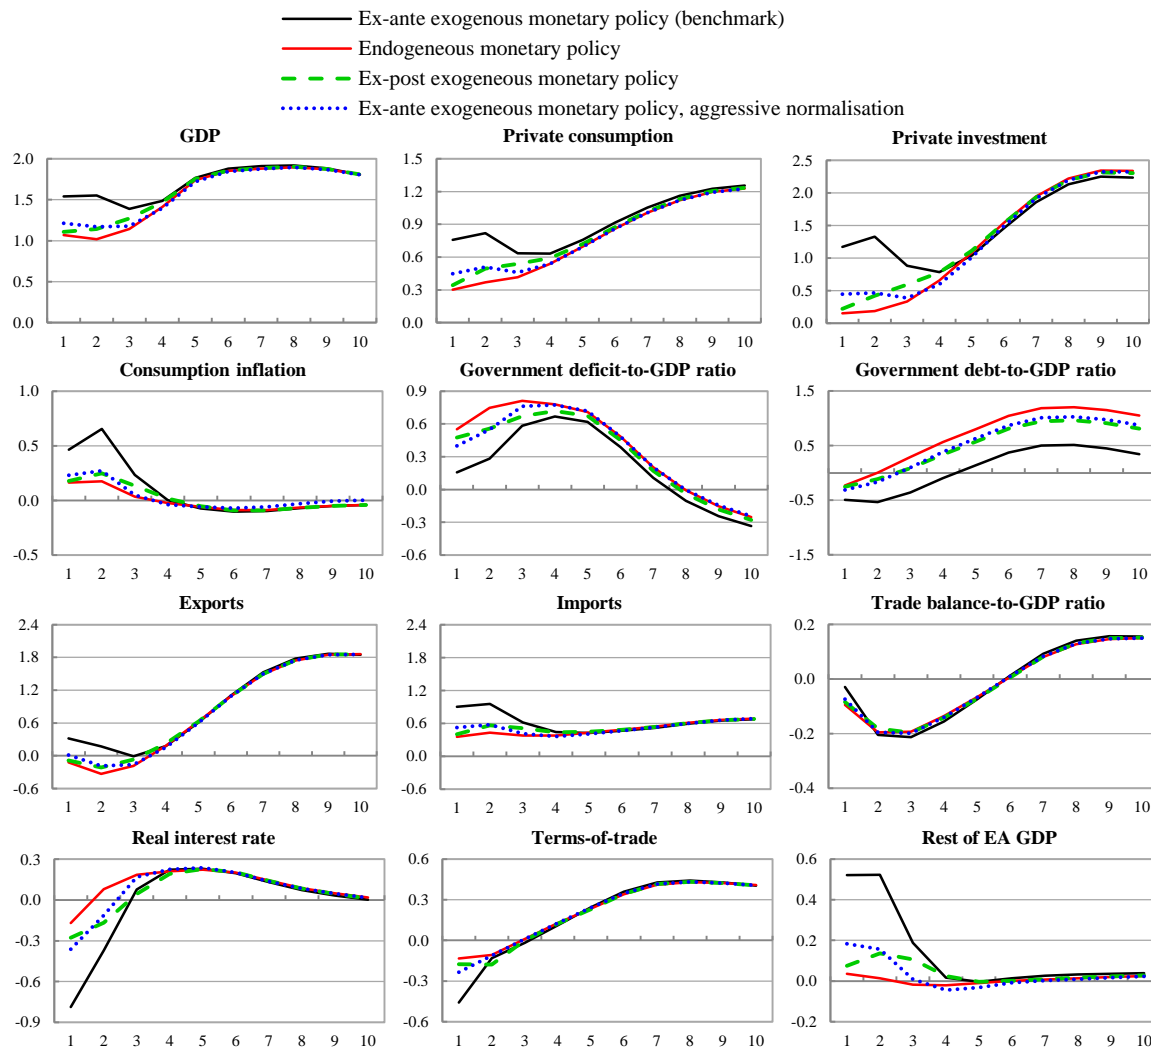 Ex-ante exogenous monetary policy (benchmark)
Endogeneous monetary policy
Ex-post exogeneous monetary policy
Ex-ante exogeneous monetary policy, aggressive normalisation
GDP
2.0
1.5
1.0
0.5
0.0
1 2 3 4 5 6 7 8 9 10
Private consumption
1.5
1.2
0.9
0.6
0.3
0.0
1 2 3 4 5 6 7 8 9 10
Private investment
2.5
2.0
1.5
1.0
0.5
0.0
1 2 3 4 5 6 7 8 9 10
Consumption inflation
1.0
0.5
0.0
-0.5
1 2 3 4 5 6 7 8 9 10
Government deficit-to-GDP ratio
0.9
0.6
0.3
0.0
-0.3
-0.6
1 2 3 4 5 6 7 8 9 10
Government debt-to-GDP ratio
1.5
0.5
-0.5
-1.5
1 2 3 4 5 6 7 8 9 10
Exports
2.4
1.8
1.2
0.6
0.0
-0.6
1 2 3 4 5 6 7 8 9 10
Imports
2.4
1.8
1.2
0.6
0.0
-0.6
1 2 3 4 5 6 7 8 9 10
Trade balance-to-GDP ratio
0.2
0.0
-0.2
-0.4
1 2 3 4 5 6 7 8 9 10
Real interest rate
0.3
0.0
-0.3
-0.6
-0.9
1 2 3 4 5 6 7 8 9 10
Terms-of-trade
0.6
0.3
0.0
-0.3
-0.6
1 2 3 4 5 6 7 8 9 10
Rest of EA GDP
0.6
0.4
0.2
0.0
-0.2
1 2 3 4 5 6 7 8 9 10